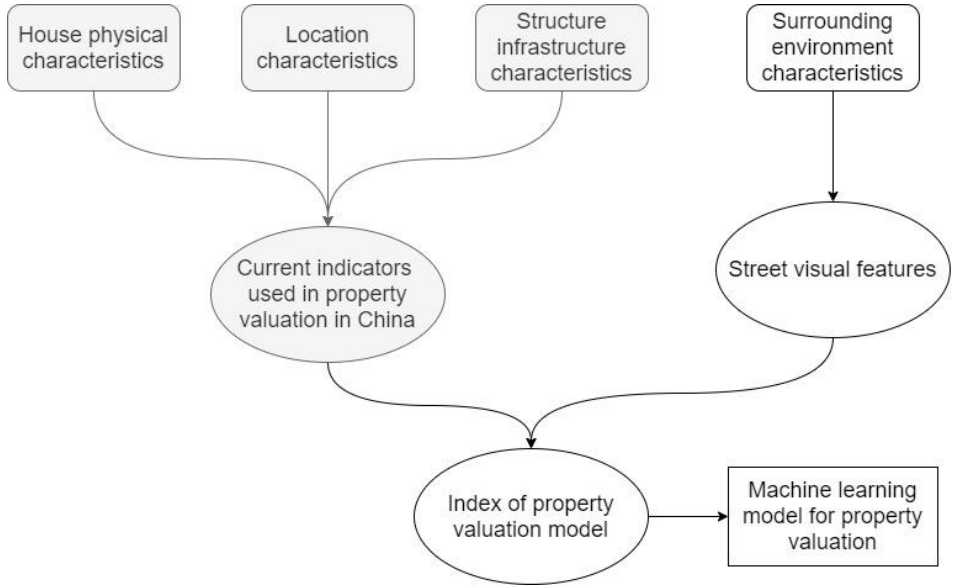 House physical
characteristics
Location
characteristics
Structure
infrastructure
characteristics
Surrounding
environment
characteristics
Current indicators
used in property
valuation in China
Street visual features
Index of property
valuation model
Machine learning
model for property
valuation